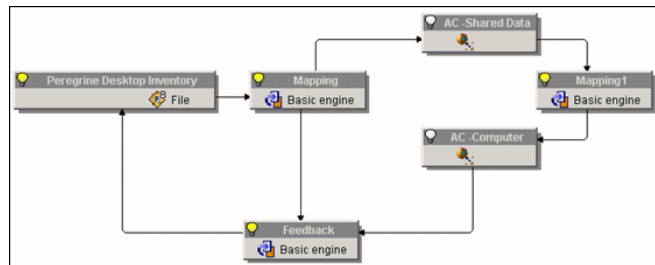 AC -Shared Data
Peregrine Desktop Inventory
File
Mapping
Basic engine
Mapping1
Basic engine
AC -Computer
Feedback
Basic engine